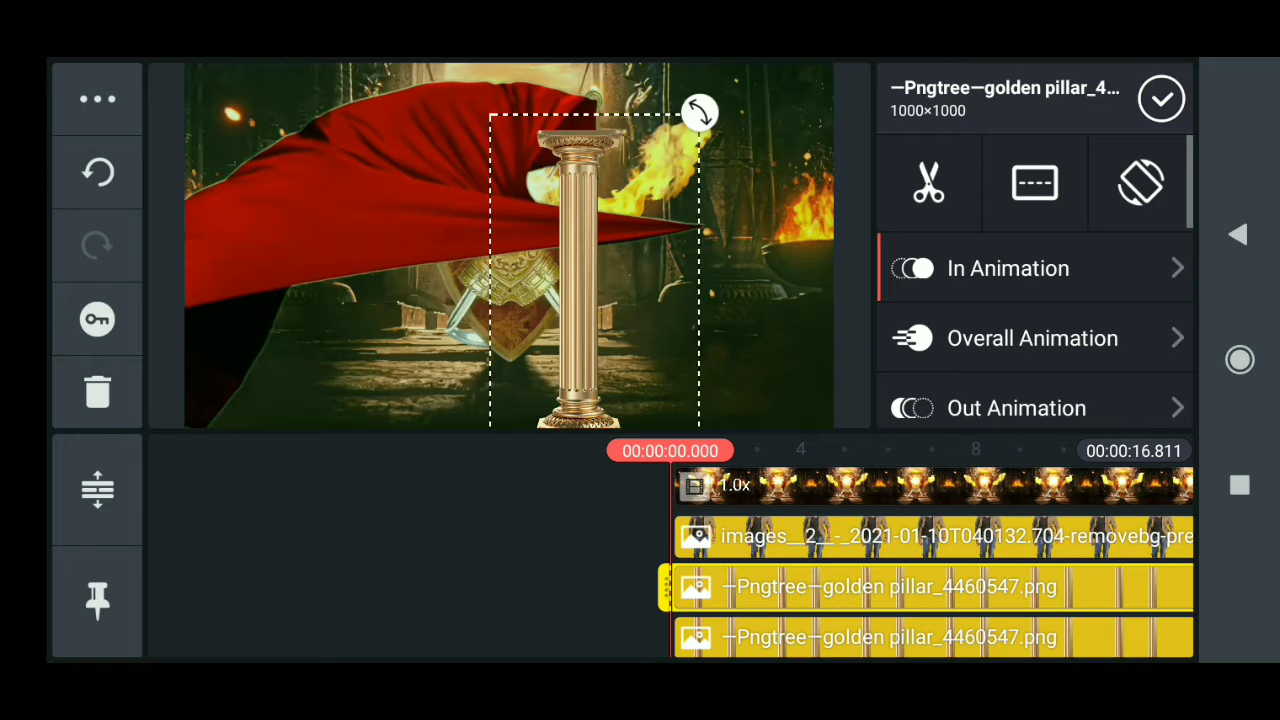 —Pngtree—golden pillar_4...
1000×1000
In Animation
Overall Animation
Out Animation
00:00:00.000
4
8
00:00:16.811
1.0x
images__2__-_2021-01-10T040132.704-removebg-pre
—Pngtree—golden pillar_4460547.png
—Pngtree—golden pillar_4460547.png